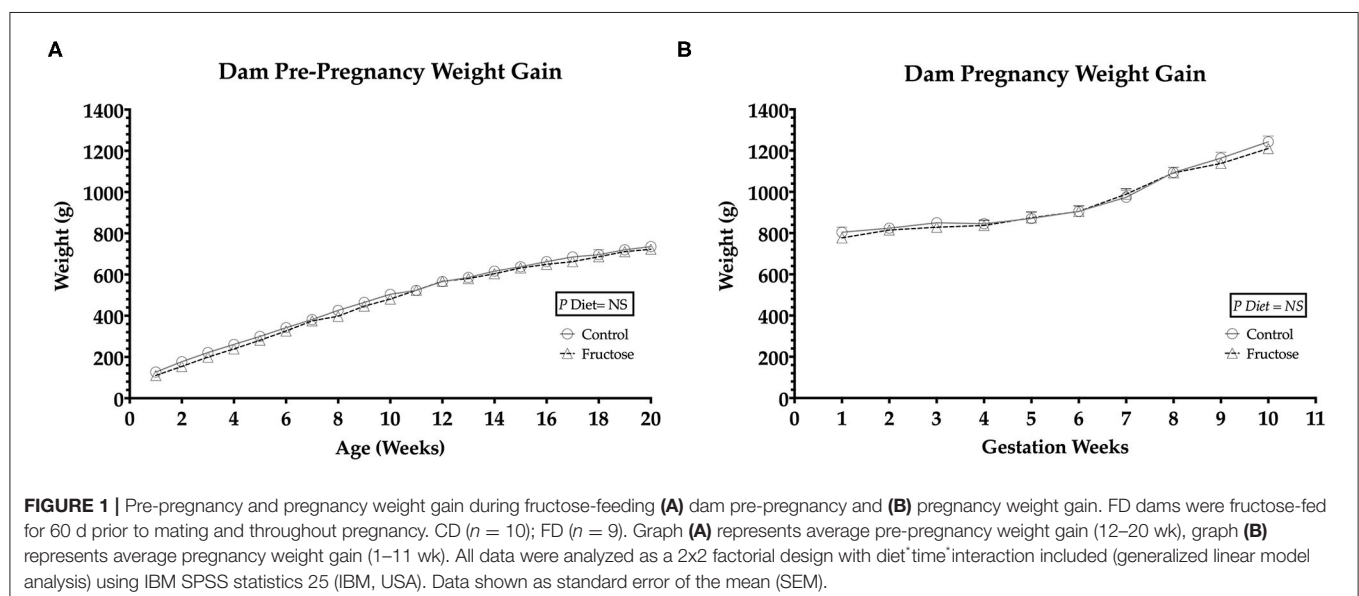 A
Dam Pre-Pregnancy Weight Gain
1400
1200
1000
800
600
400
200
0
Weight (g)
P Diet= NS
Control
Fructose
0 2 4 6 8 10 12 14 16 18 20
Age (Weeks)
B
Dam Pregnancy Weight Gain
1400
1200
1000
800
600
400
200
0
Weight (g)
P Diet = NS
Control
Fructose
0 1 2 3 4 5 6 7 8 9 10 11
Gestation Weeks
FIGURE 1 | Pre-pregnancy and pregnancy weight gain during fructose-feeding (A) dam pre-pregnancy and (B) pregnancy weight gain. FD dams were fructose-fed
for 60 d prior to mating and throughout pregnancy. CD (n = 10); FD (n = 9). Graph (A) represents average pre-pregnancy weight gain (12–20 wk), graph (B)
represents average pregnancy weight gain (1–11 wk). All data were analyzed as a 2x2 factorial design with diet*time*interaction included (generalized linear model
analysis) using IBM SPSS statistics 25 (IBM, USA). Data shown as standard error of the mean (SEM).